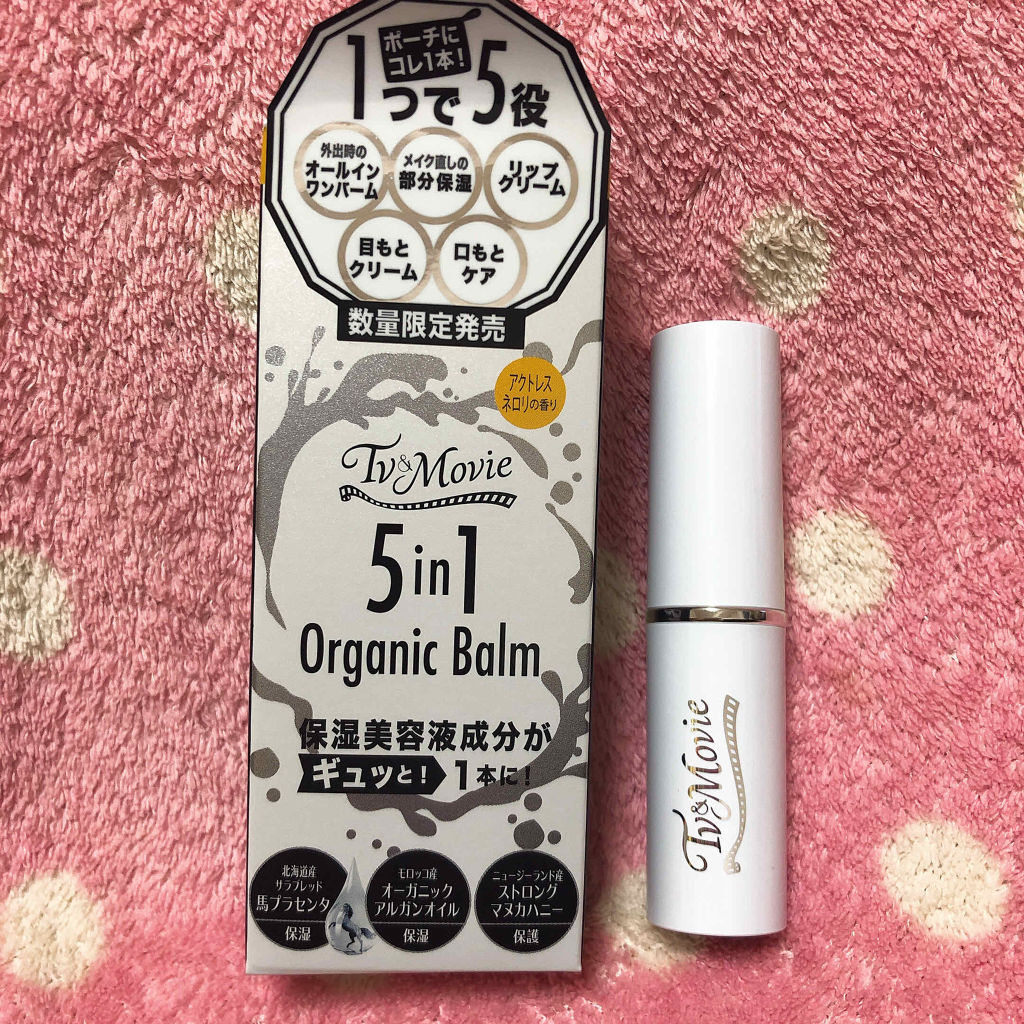 ポーチに
コレ1本!
1つで5役
外出時の
オールイン
ワンバーム
メイク直しの
部分保湿
リップ
クリーム
目もと
クリーム
口もと
ケア
数量限定発売
アクトレス
ネロリの香り
Tv&Movie
5in1
Organic Balm
保湿美容液成分が
ギュッと! 1本に!
北海道産
サラブレッド
馬プラセンタ
保湿
モロッコ産
オーガニック
アルガンオイル
保湿
ニュージーランド産
ストロング
マヌカハニー
保護
Tv&Movie